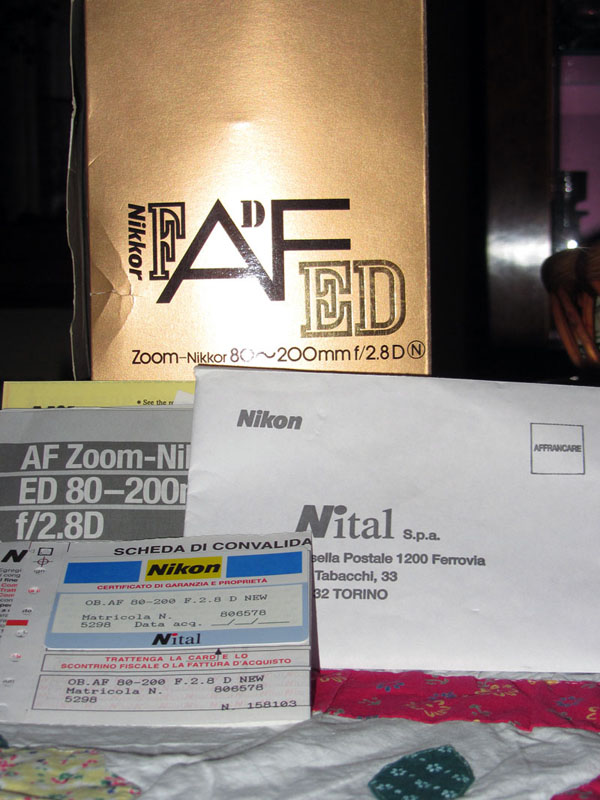 Nikkor
F AF D
ED
Zoom-Nikkor 80~200mm f/2.8D N
• See the
AF Zoom-Ni
ED 80-200
f/2.8D
Nikon
AFFRANCARE
Nital S.p.a.
sella Postale 1200 Ferrovia
Tabacchi, 33
32 TORINO
SCHEDA DI CONVALIDA
Nikon
CERTIFICATO DI GARANZIA E PROPRIETÀ
OB.AF 80-200 F.2.8 D NEW
Matricola N. 806578
5298 Data acq. __/__/__
Nital
TRATTENGA LA CARD E LO
SCONTRINO FISCALE O LA FATTURA D'ACQUISTO
OB.AF 80-200 F.2.8 D NEW
Matricola N. 806578
5298
N. 158103